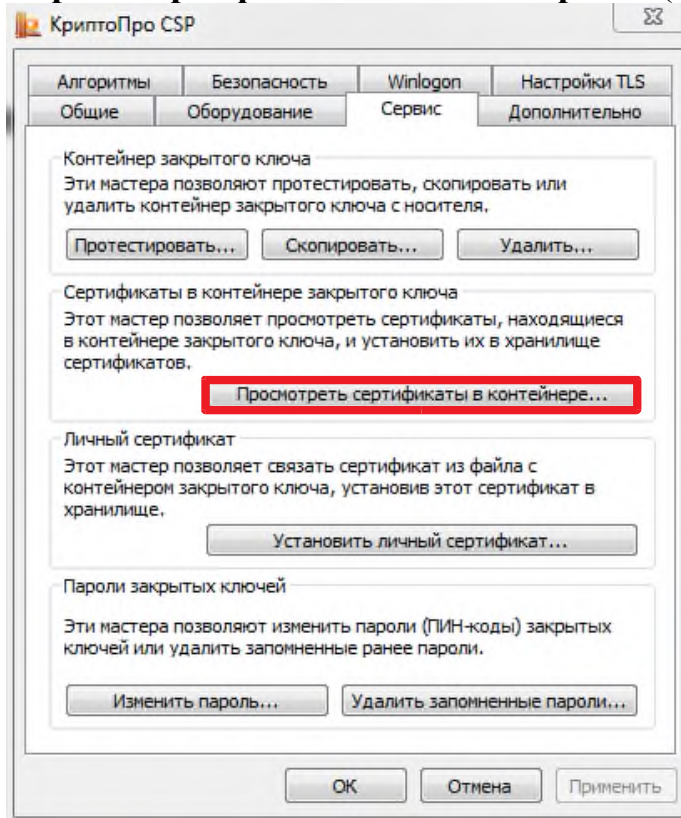 КриптоПро CSP
Алгоритмы Безопасность Winlogon Настройки TLS
Общие Оборудование Сервис Дополнительно
Контейнер закрытого ключа
Эти мастера позволяют протестировать, скопировать или
удалить контейнер закрытого ключа с носителя.
Протестировать... Скопировать... Удалить...
Сертификаты в контейнере закрытого ключа
Этот мастер позволяет просмотреть сертификаты, находящиеся
в контейнере закрытого ключа, и установить их в хранилище
сертификатов.
Просмотреть сертификаты в контейнере...
Личный сертификат
Этот мастер позволяет связать сертификат из файла с
контейнером закрытого ключа, установив этот сертификат в
хранилище.
Установить личный сертификат...
Пароли закрытых ключей
Эти мастера позволяют изменить пароли (ПИН-коды) закрытых
ключей или удалить запомненные ранее пароли.
Изменить пароль... Удалить запомненные пароли...
ОК Отмена Применить